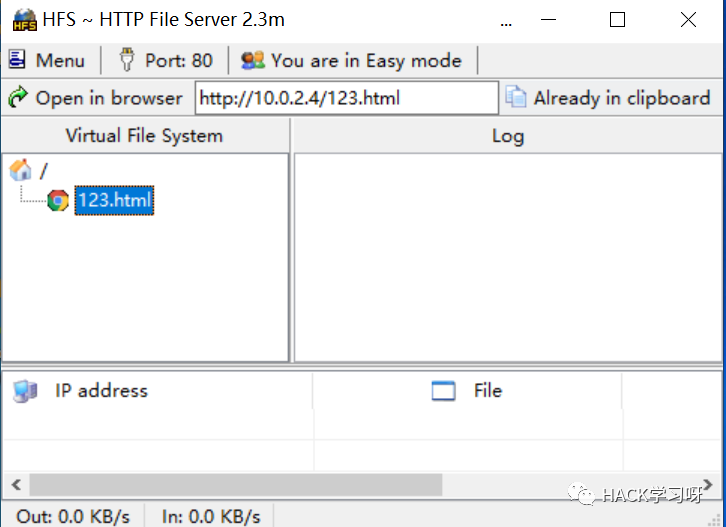 HFS ~ HTTP File Server 2.3m ...
Menu Port: 80 You are in Easy mode
Open in browser http://10.0.2.4/123.html Already in clipboard
Virtual File System Log
/
123.html
IP address File
HACK学习呀
Out: 0.0 KB/s In: 0.0 KB/s